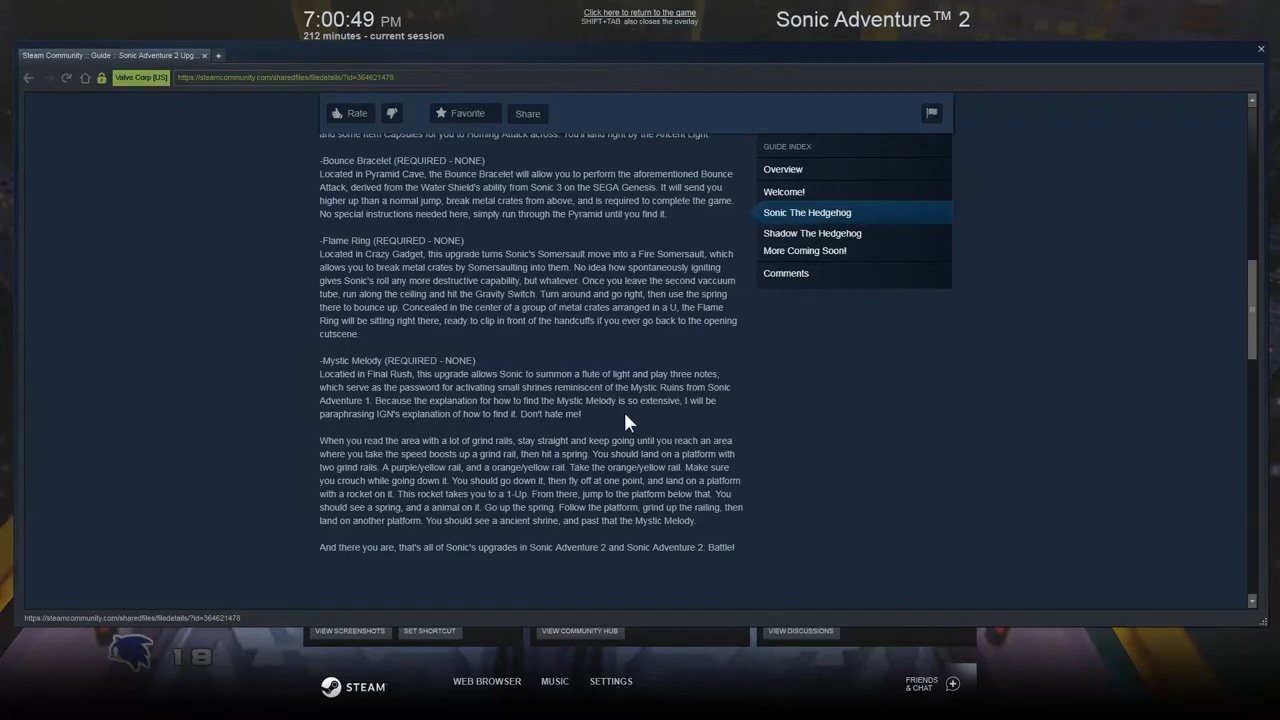 7:00:49 PM
212 minutes - current session
Click here to return to the game
SHIFT+TAB also closes the overlay
Sonic Adventure™ 2
Steam Community :: Guide :: Sonic Adventure 2 Upg...
Valve Corp [US]
https://steamcommunity.com/sharedfiles/filedetails/?id=364621478
Rate
Favorite
Share
and some Item Capsules for you to Homing Attack across. You'll land right by the Ancent Light.
-Bounce Bracelet (REQUIRED - NONE)
Located in Pyramid Cave, the Bounce Bracelet will allow you to perform the aforementioned Bounce
Attack, derived from the Water Shield's ability from Sonic 3 on the SEGA Genesis. It will send you
higher than a normal jump, break metal crates from above, and is required to complete the game.
No special instructions needed here, simply run through the Pyramid until you find it.
-Flame Ring (REQUIRED - NONE)
Located in Crazy Gadget, this upgrade turns Sonic's Somersault move into a Fire Somersault, which
allows you to break metal crates by Somersaulting into them. No idea how spontaneously igniting
gives Sonic's roll any more destructive capability, but whatever. Once you leave the second vaccuum
tube, run along the ceiling and hit the Gravity Switch. Turn around and go right, then use the spring
there to bounce up. Concealed in the center of a group of metal crates arranged in a U, the Flame
Ring will be sitting right there, ready to clip in front of the handcuffs if you ever go back to the opening
cutscene.
-Mystic Melody (REQUIRED - NONE)
Locatied in Final Rush, this upgrade allows Sonic to summon a flute of light and play three notes,
which serve as the password for activating small shrines reminiscent of the Mystic Ruins from Sonic
Adventure 1. Because the explanation for how to find the Mystic Melody is so extensive, I will be
paraphrasing IGN's explanation of how to find it. Don't hate me!
When you read the area with a lot of grind rails, stay straight and keep going until you reach an area
where you take the speed boosts up a grind rail, then hit a spring. You should land on a platform with
two grind rails. A purple/yellow rail, and a orange/yellow rail. Take the orange/yellow rail. Make sure
you crouch while going down it. You should go down it, then fly off at one point, and land on a platform
with a rocket on it. This rocket takes you to a 1-Up. From there, jump to the platform below that. You
should see a spring, and a animal on it. Go up the spring. Follow the platform, grind up the railing, then
land on another platform. You should see a ancient shrine, and past that the Mystic Melody.
And there you are, that's all of Sonic's upgrades in Sonic Adventure 2 and Sonic Adventure 2: Battle!
GUIDE INDEX
Overview
Welcome!
Sonic The Hedgehog
Shadow The Hedgehog
More Coming Soon!
Comments
https://steamcommunity.com/sharedfiles/filedetails/?id=364621478
VIEW SCREENSHOTS
SET SHORTCUT
VIEW COMMUNITY HUB
VIEW DISCUSSIONS
18
STEAM
WEB BROWSER
MUSIC
SETTINGS
FRIENDS
& CHAT